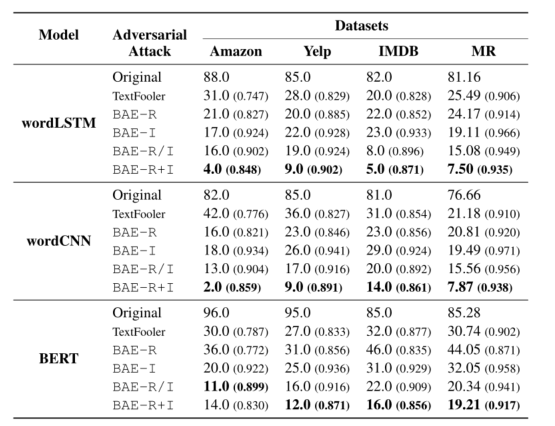 Model Adversarial Attack Datasets
Amazon Yelp IMDB MR
wordLSTM
Original 88.0 85.0 82.0 81.16
TextFooler 31.0 (0.747) 28.0 (0.829) 20.0 (0.828) 25.49 (0.906)
BAE-R 21.0 (0.827) 20.0 (0.885) 22.0 (0.852) 24.17 (0.914)
BAE-I 17.0 (0.924) 22.0 (0.928) 23.0 (0.933) 19.11 (0.966)
BAE-R/I 16.0 (0.902) 19.0 (0.924) 8.0 (0.896) 15.08 (0.949)
BAE-R+I 4.0 (0.848) 9.0 (0.902) 5.0 (0.871) 7.50 (0.935)
wordCNN
Original 82.0 85.0 81.0 76.66
TextFooler 42.0 (0.776) 36.0 (0.827) 31.0 (0.854) 21.18 (0.910)
BAE-R 16.0 (0.821) 23.0 (0.846) 23.0 (0.856) 20.81 (0.920)
BAE-I 18.0 (0.934) 26.0 (0.941) 29.0 (0.924) 19.49 (0.971)
BAE-R/I 13.0 (0.904) 17.0 (0.916) 20.0 (0.892) 15.56 (0.956)
BAE-R+I 2.0 (0.859) 9.0 (0.891) 14.0 (0.861) 7.87 (0.938)
BERT
Original 96.0 95.0 85.0 85.28
TextFooler 30.0 (0.787) 27.0 (0.833) 32.0 (0.877) 30.74 (0.902)
BAE-R 36.0 (0.772) 31.0 (0.856) 46.0 (0.835) 44.05 (0.871)
BAE-I 20.0 (0.922) 25.0 (0.936) 31.0 (0.929) 32.05 (0.958)
BAE-R/I 11.0 (0.899) 16.0 (0.916) 22.0 (0.909) 20.34 (0.941)
BAE-R+I 14.0 (0.830) 12.0 (0.871) 16.0 (0.856) 19.21 (0.917)